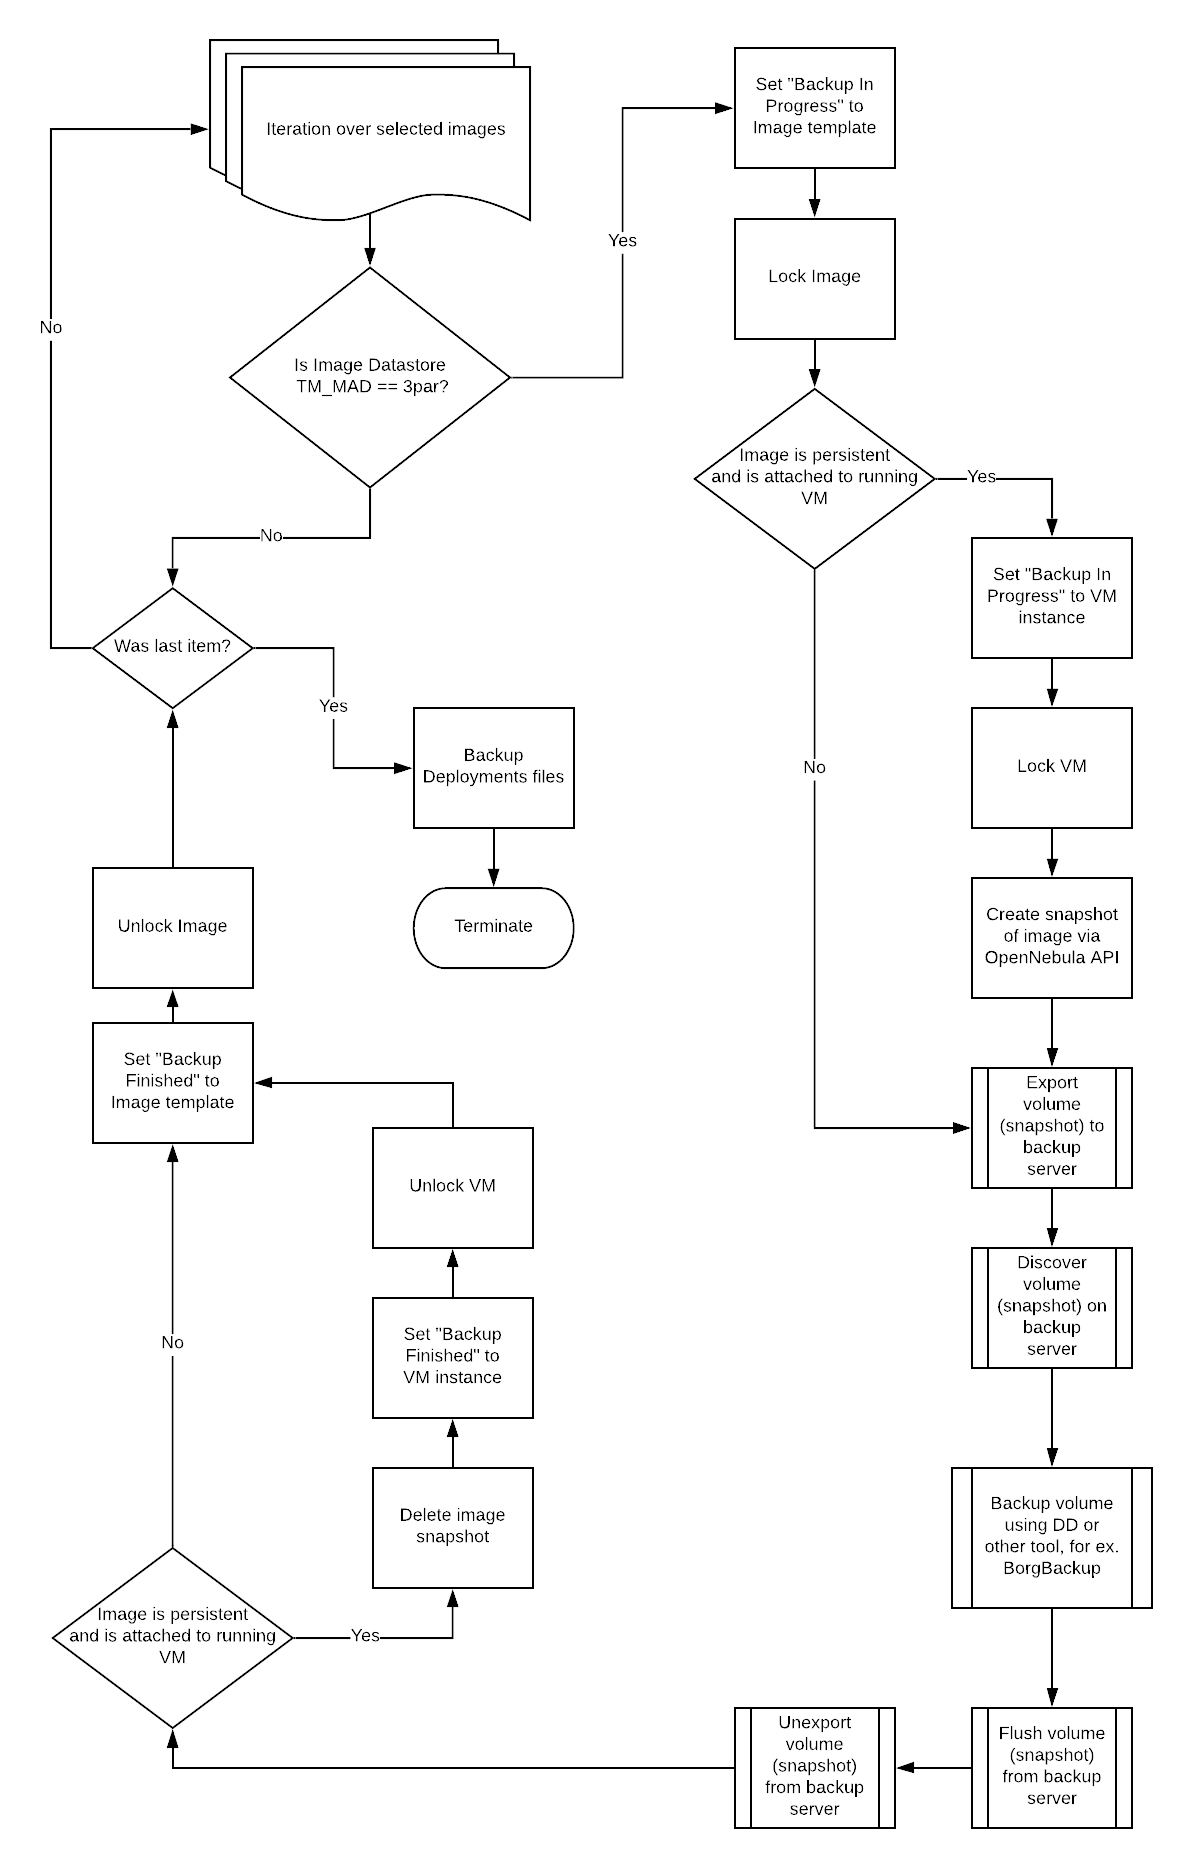 Iteration over selected images
Is Image Datastore
TM_MAD == 3par?
Yes
No
No
Was last item?
Yes
Backup
Deployments files
Terminate
Set "Backup In
Progress" to
Image template
Lock Image
Image is persistent
and is attached to running
VM
Yes
No
Set "Backup In
Progress" to VM
instance
Lock VM
Create snapshot
of image via
OpenNebula API
Export
volume
(snapshot) to
backup
server
Discover
volume
(snapshot) on
backup
server
Backup volume
using DD or
other tool, for ex.
BorgBackup
Flush volume
(snapshot)
from backup
server
Unexport
volume
(snapshot)
from backup
server
Image is persistent
and is attached to running
VM
Yes
No
Delete image
snapshot
Set "Backup
Finished" to
VM instance
Unlock VM
Set "Backup
Finished" to
Image template
Unlock Image